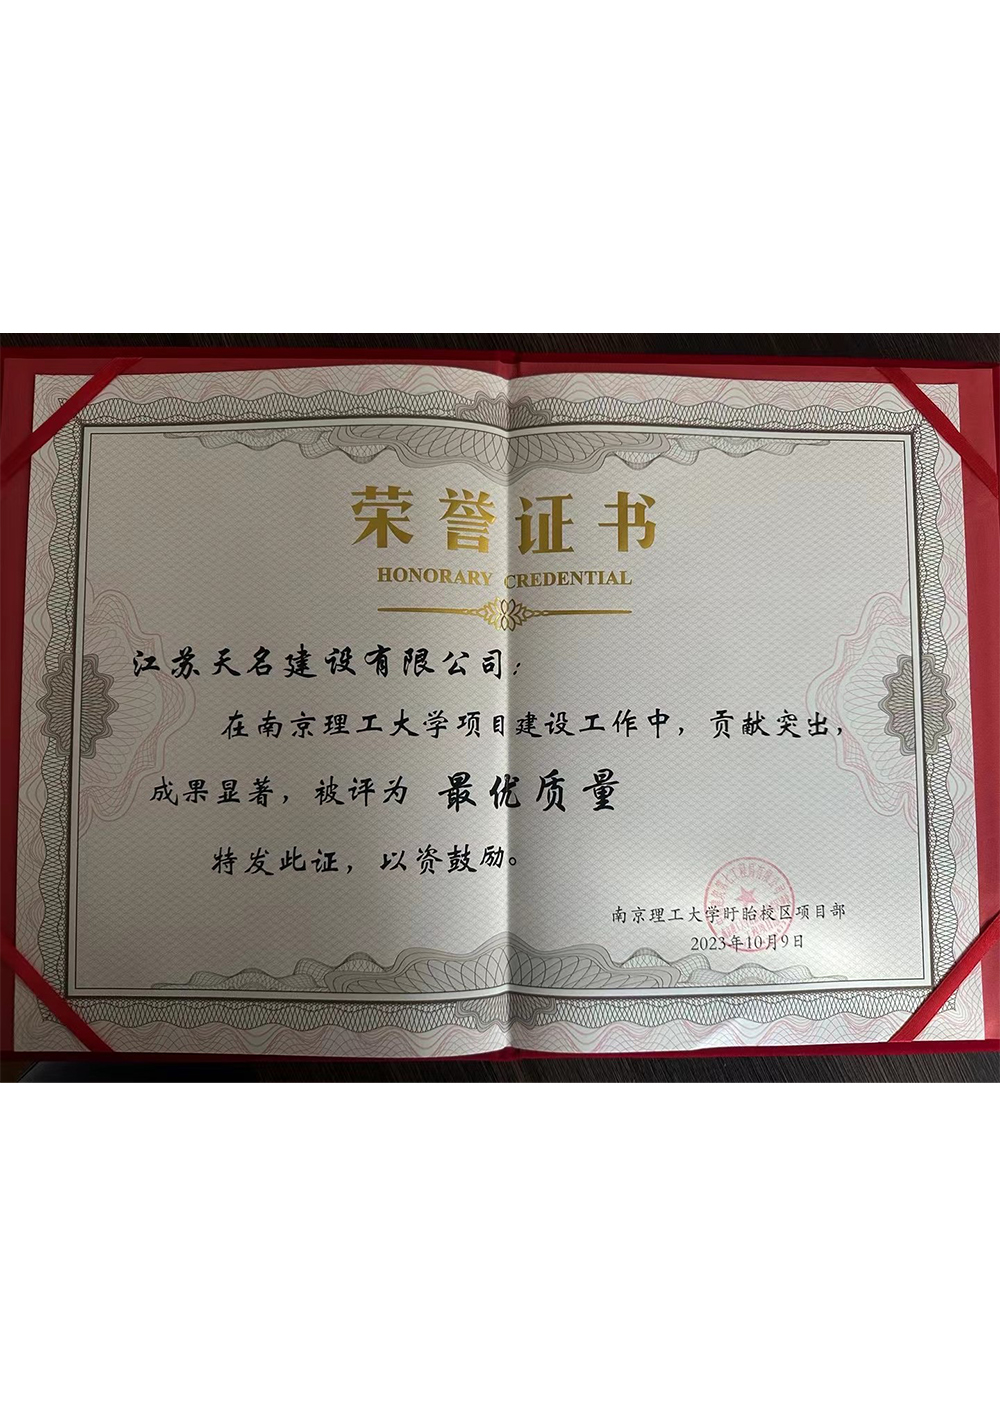 荣誉证书
HONORARY CREDENTIAL
江苏天名建设有限公司：
在南京理工大学项目建设工作中，贡献突出，
成果显著，被评为 最优质量
特发此证，以资鼓励。
南京理工大学盱眙校区项目部
2023年10月9日